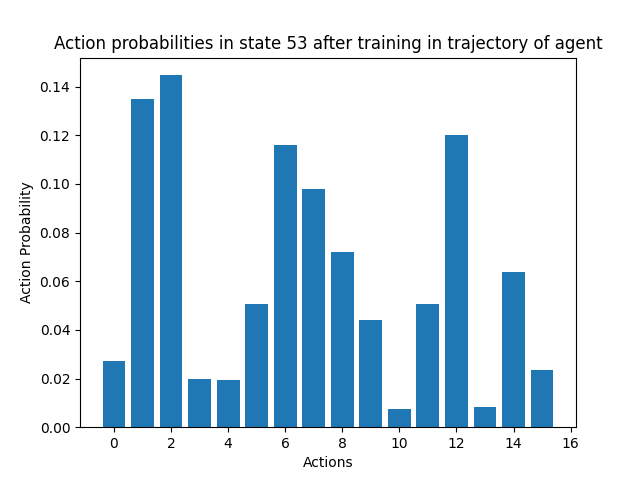 Action probabilities in state 53 after training in trajectory of agent
0.14
0.12
0.10
0.08
0.06
0.04
0.02
0.00
Action Probability
0 2 4 6 8 10 12 14 16
Actions